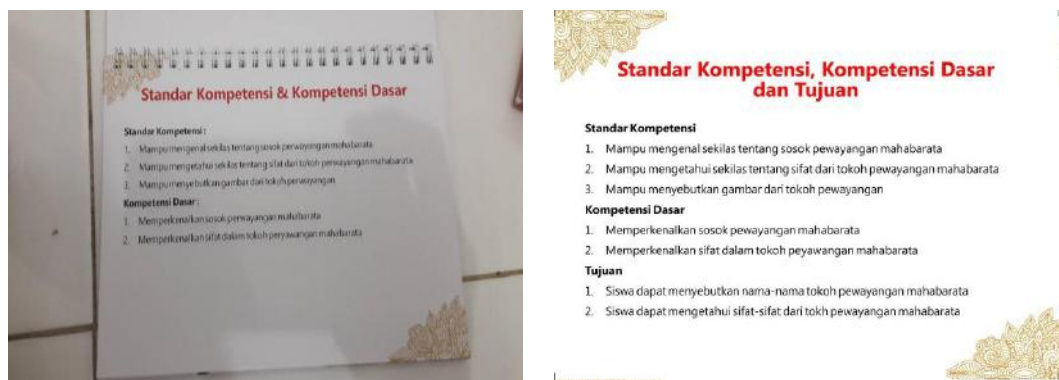 Standar Kompetensi & Kompetensi Dasar
Standar Kompetensi :
1. Mampu mengenal sekilas tentang sosok perwayangan mahabarata
2. Mampu mengetahui sekilas tentang sifat dari tokoh perwayangan mahabarata
3. Mampu menyebutkan gambar dari tokoh perwayangan
Kompetensi Dasar :
1. Memperkenalkan sosok perwayangan mahabarata
2. Memperkenalkan sifat dalam tokoh peryawangan mahabarata
Standar Kompetensi, Kompetensi Dasar
dan Tujuan
Standar Kompetensi
1. Mampu mengenal sekilas tentang sosok pewayangan mahabarata
2. Mampu mengetahui sekilas tentang sifat dari tokoh pewayangan mahabarata
3. Mampu menyebutkan gambar dari tokoh pewayangan
Kompetensi Dasar
1. Memperkenalkan sosok pewayangan mahabarata
2. Memperkenalkan sifat dalam tokoh peyawangan mahabarata
Tujuan
1. Siswa dapat menyebutkan nama-nama tokoh pewayangan mahabarata
2. Siswa dapat mengetahui sifat-sifat dari tokh pewayangan mahabarata